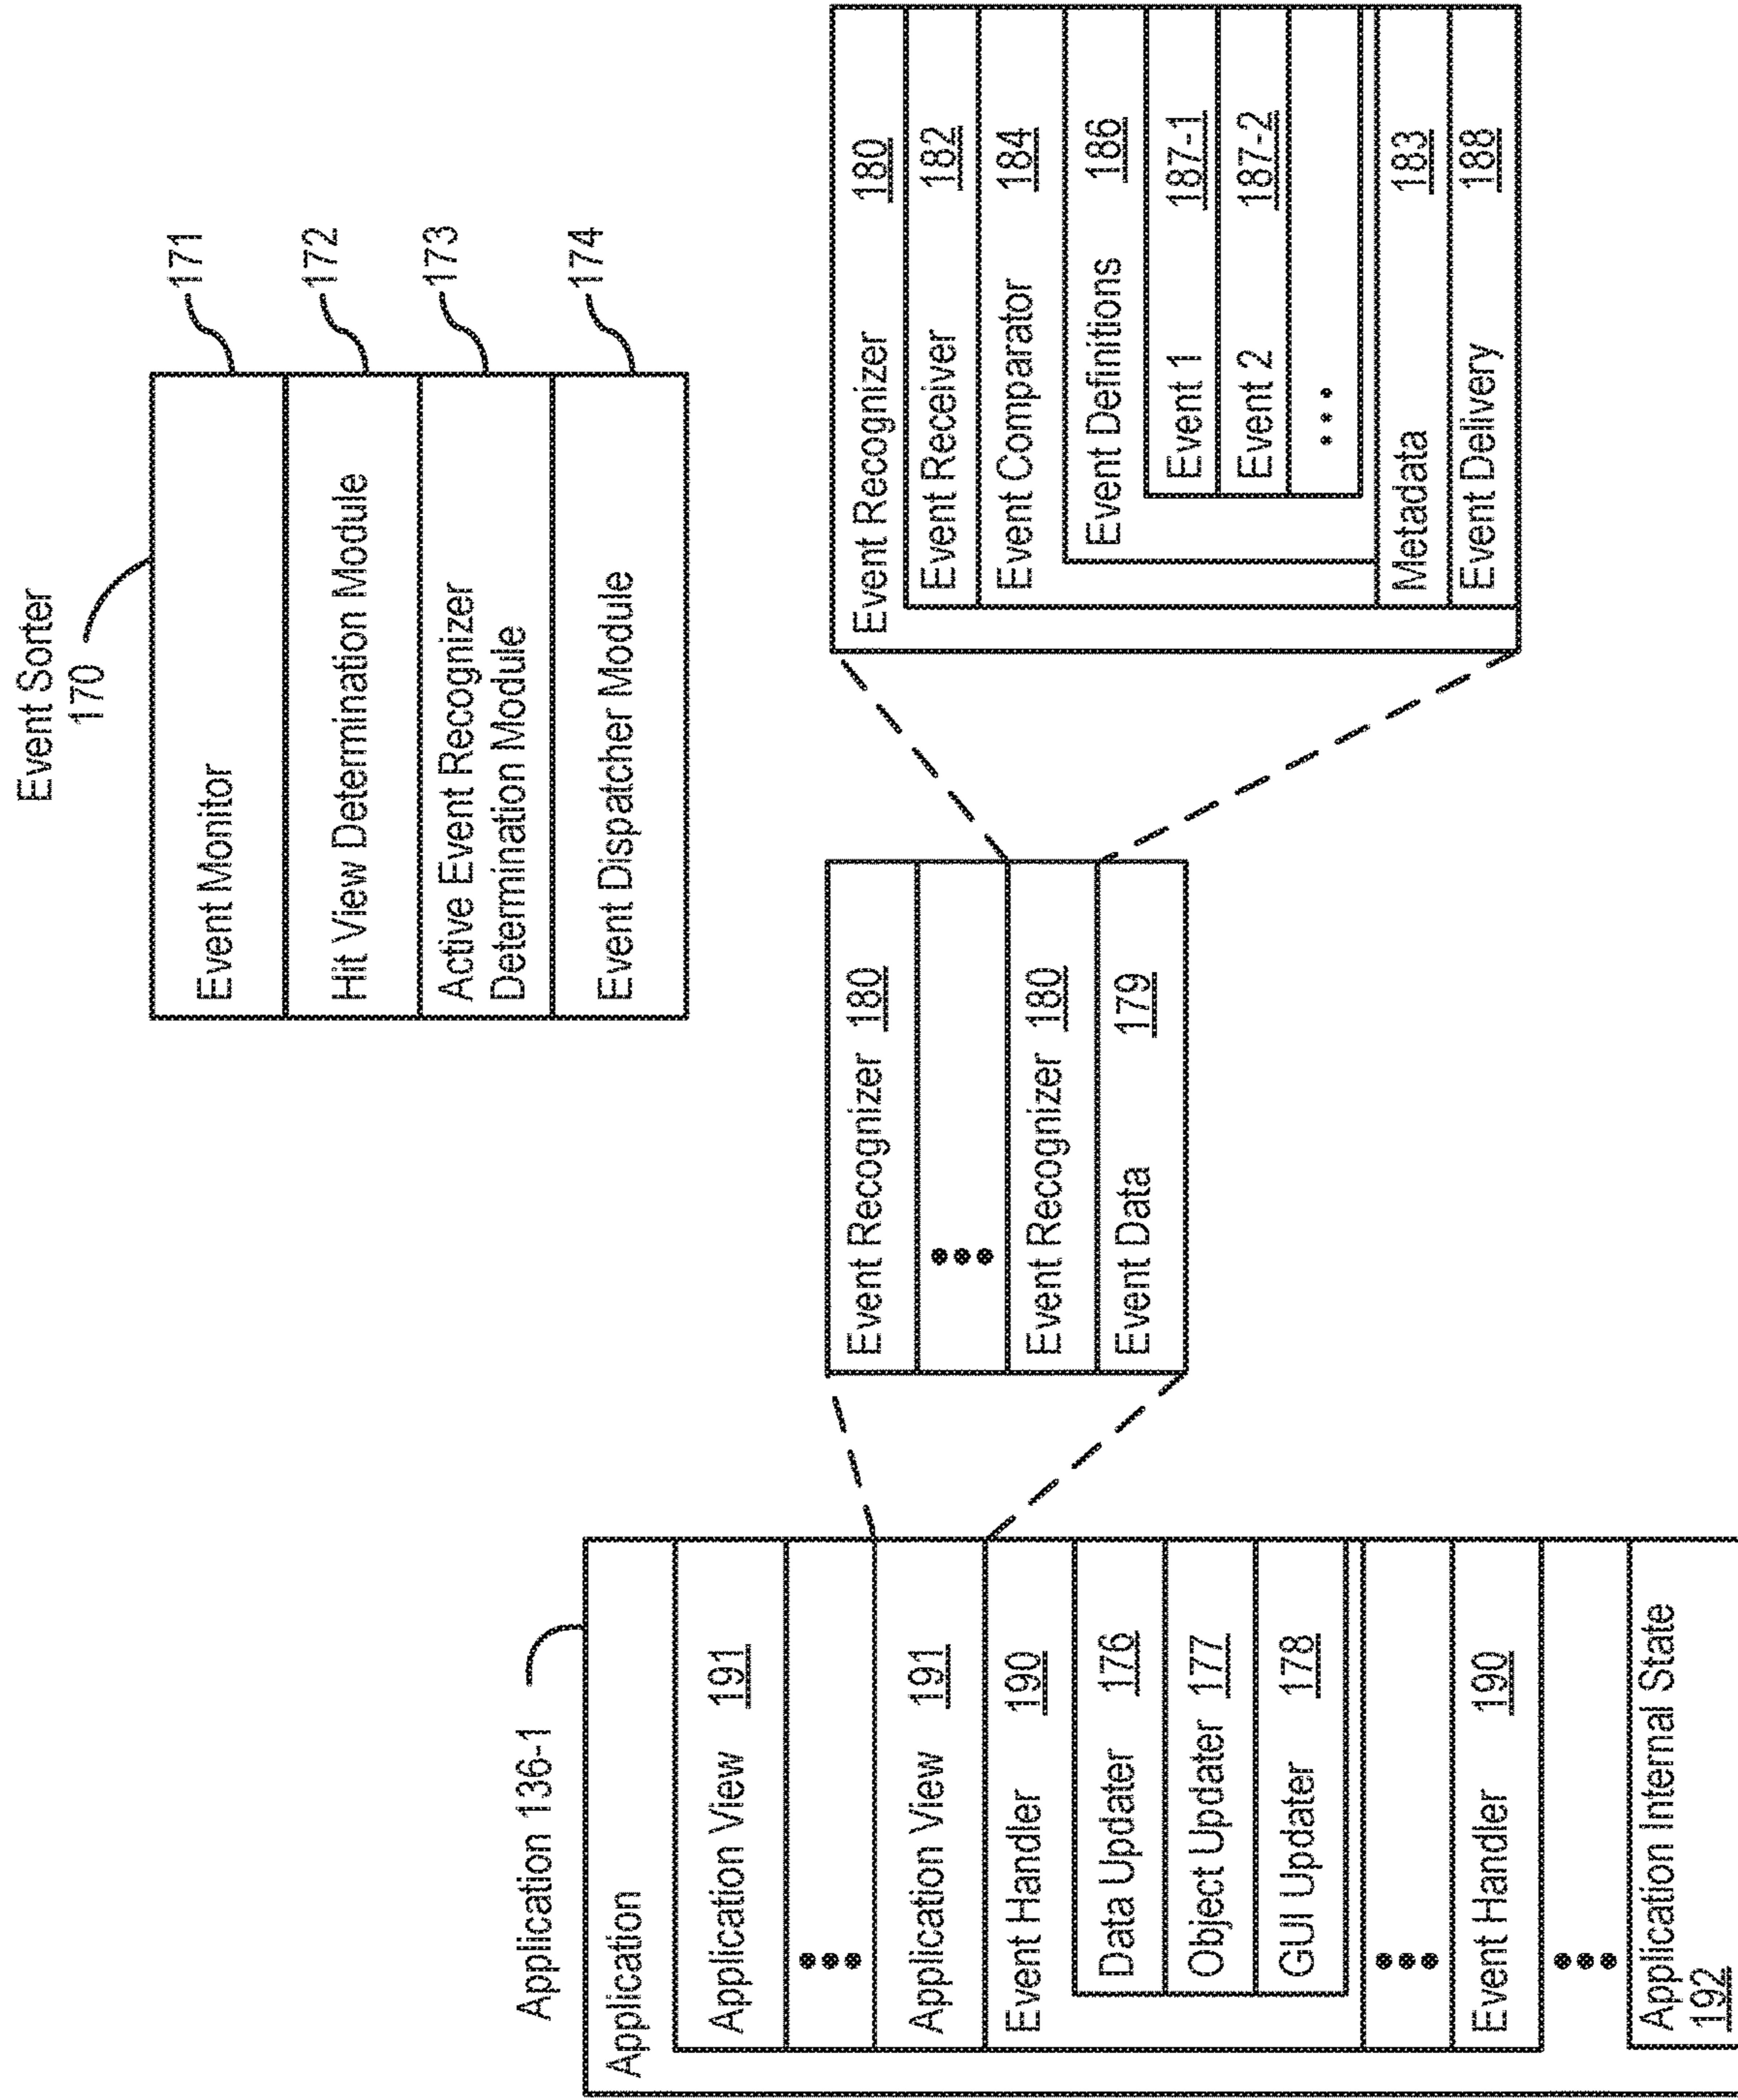 Event Sorter
170
Event Monitor 171
Hit View Determination Module 172
Active Event Recognizer 173
Determination Module
Event Dispatcher Module 174
Application 136-1
Application
Application View 191
•••
Application View 191
Event Handler 190
Data Updater 176
Object Updater 177
GUI Updater 178
•••
Event Handler 190
•••
Application Internal State
192
Event Recognizer 180
•••
Event Recognizer 180
Event Data 179
Event Recognizer 180
Event Receiver 182
Event Comparator 184
Event Definitions 186
Event 1 187-1
Event 2 187-2
•••
Metadata 183
Event Delivery 188